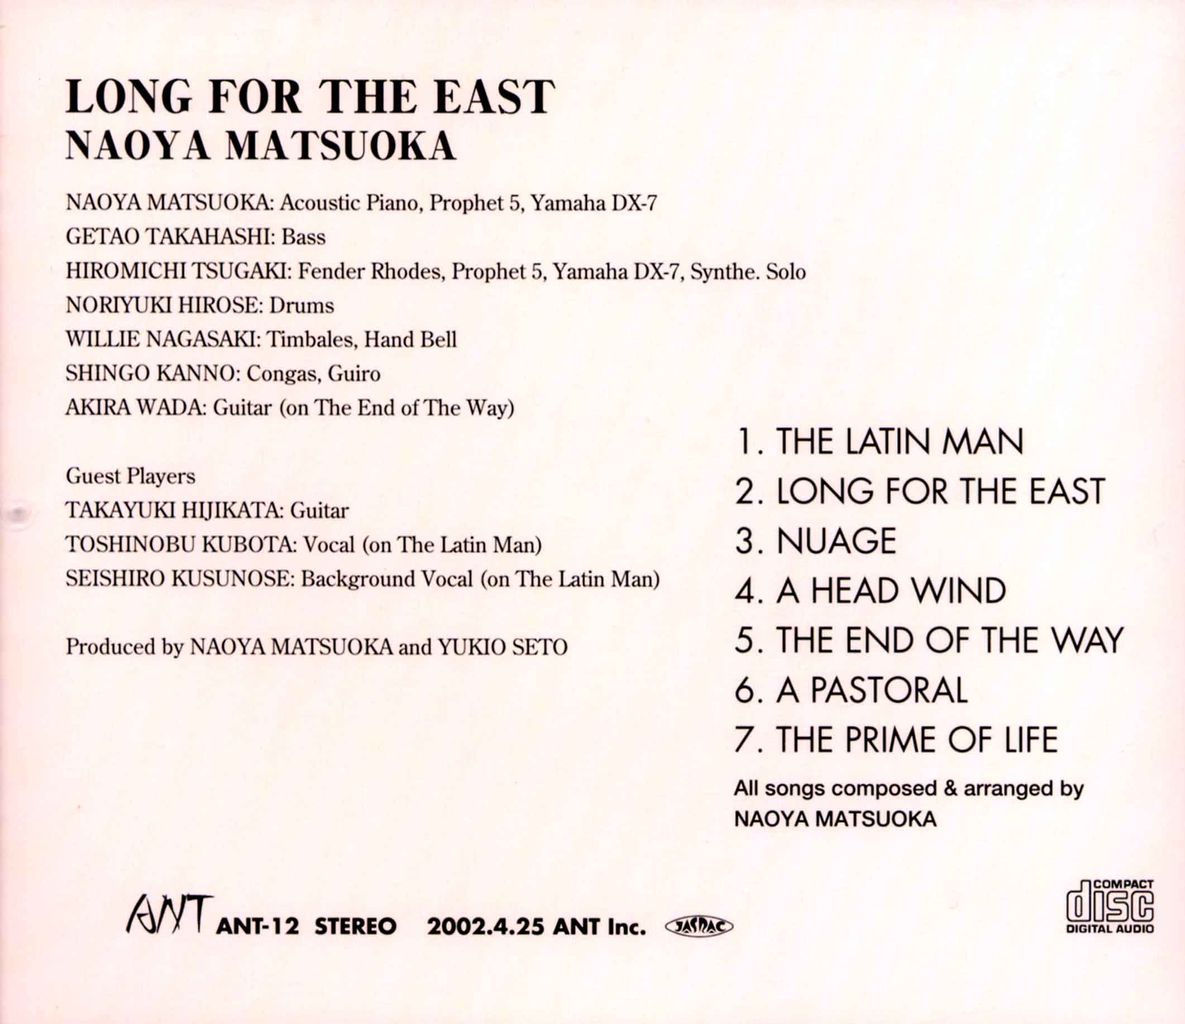 LONG FOR THE EAST
NAOYA MATSUOKA
NAOYA MATSUOKA: Acoustic Piano, Prophet 5, Yamaha DX-7
GETAO TAKAHASHI: Bass
HIROMICHI TSUGAKI: Fender Rhodes, Prophet 5, Yamaha DX-7, Synthe. Solo
NORIYUKI HIROSE: Drums
WILLIE NAGASAKI: Timbales, Hand Bell
SHINGO KANNO: Congas, Guiro
AKIRA WADA: Guitar (on The End of The Way)
Guest Players
TAKAYUKI HIJIKATA: Guitar
TOSHINOBU KUBOTA: Vocal (on The Latin Man)
SEISHIRO KUSUNOSE: Background Vocal (on The Latin Man)
Produced by NAOYA MATSUOKA and YUKIO SETO
1. THE LATIN MAN
2. LONG FOR THE EAST
3. NUAGE
4. A HEAD WIND
5. THE END OF THE WAY
6. A PASTORAL
7. THE PRIME OF LIFE
All songs composed & arranged by
NAOYA MATSUOKA
ANT ANT-12 STEREO 2002.4.25 ANT Inc. JASRAC
COMPACT
disc
DIGITAL AUDIO